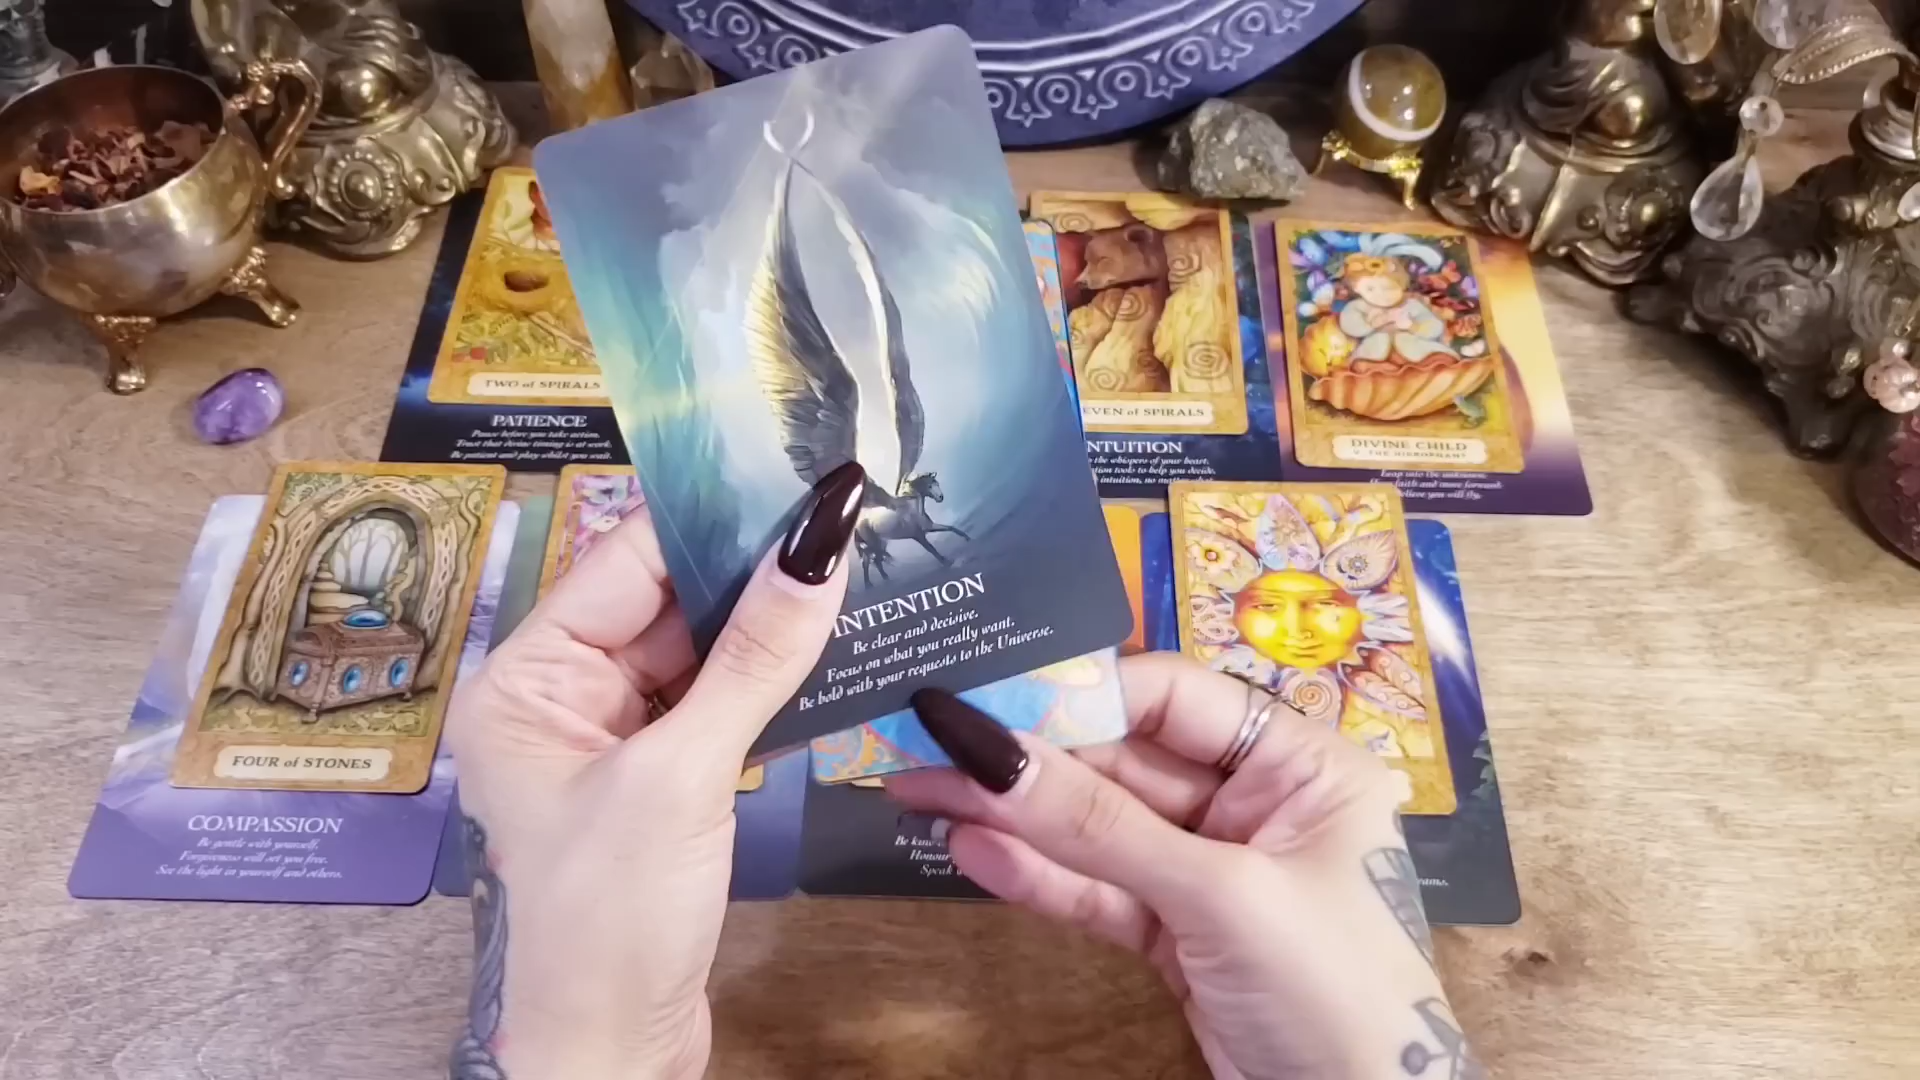 TWO of SPIRALS
PATIENCE
Pause before you take action.
Trust that divine timing is at work.
Be patient and play whilst you wait.
EVEN of SPIRALS
NTUITION
the whispers of your heart.
tion tools to help you decide.
intuition, no matter what.
DIVINE CHILD
V. THE HIEROPHANT
Leap into the unknown.
faith and move forward.
believe you will fly.
INTENTION
Be clear and decisive.
Focus on what you really want.
Be bold with your requests to the Universe.
FOUR of STONES
COMPASSION
Be gentle with yourself.
Forgiveness will set you free.
See the light in yourself and others.
Be kin
Honour
Speak
eams.